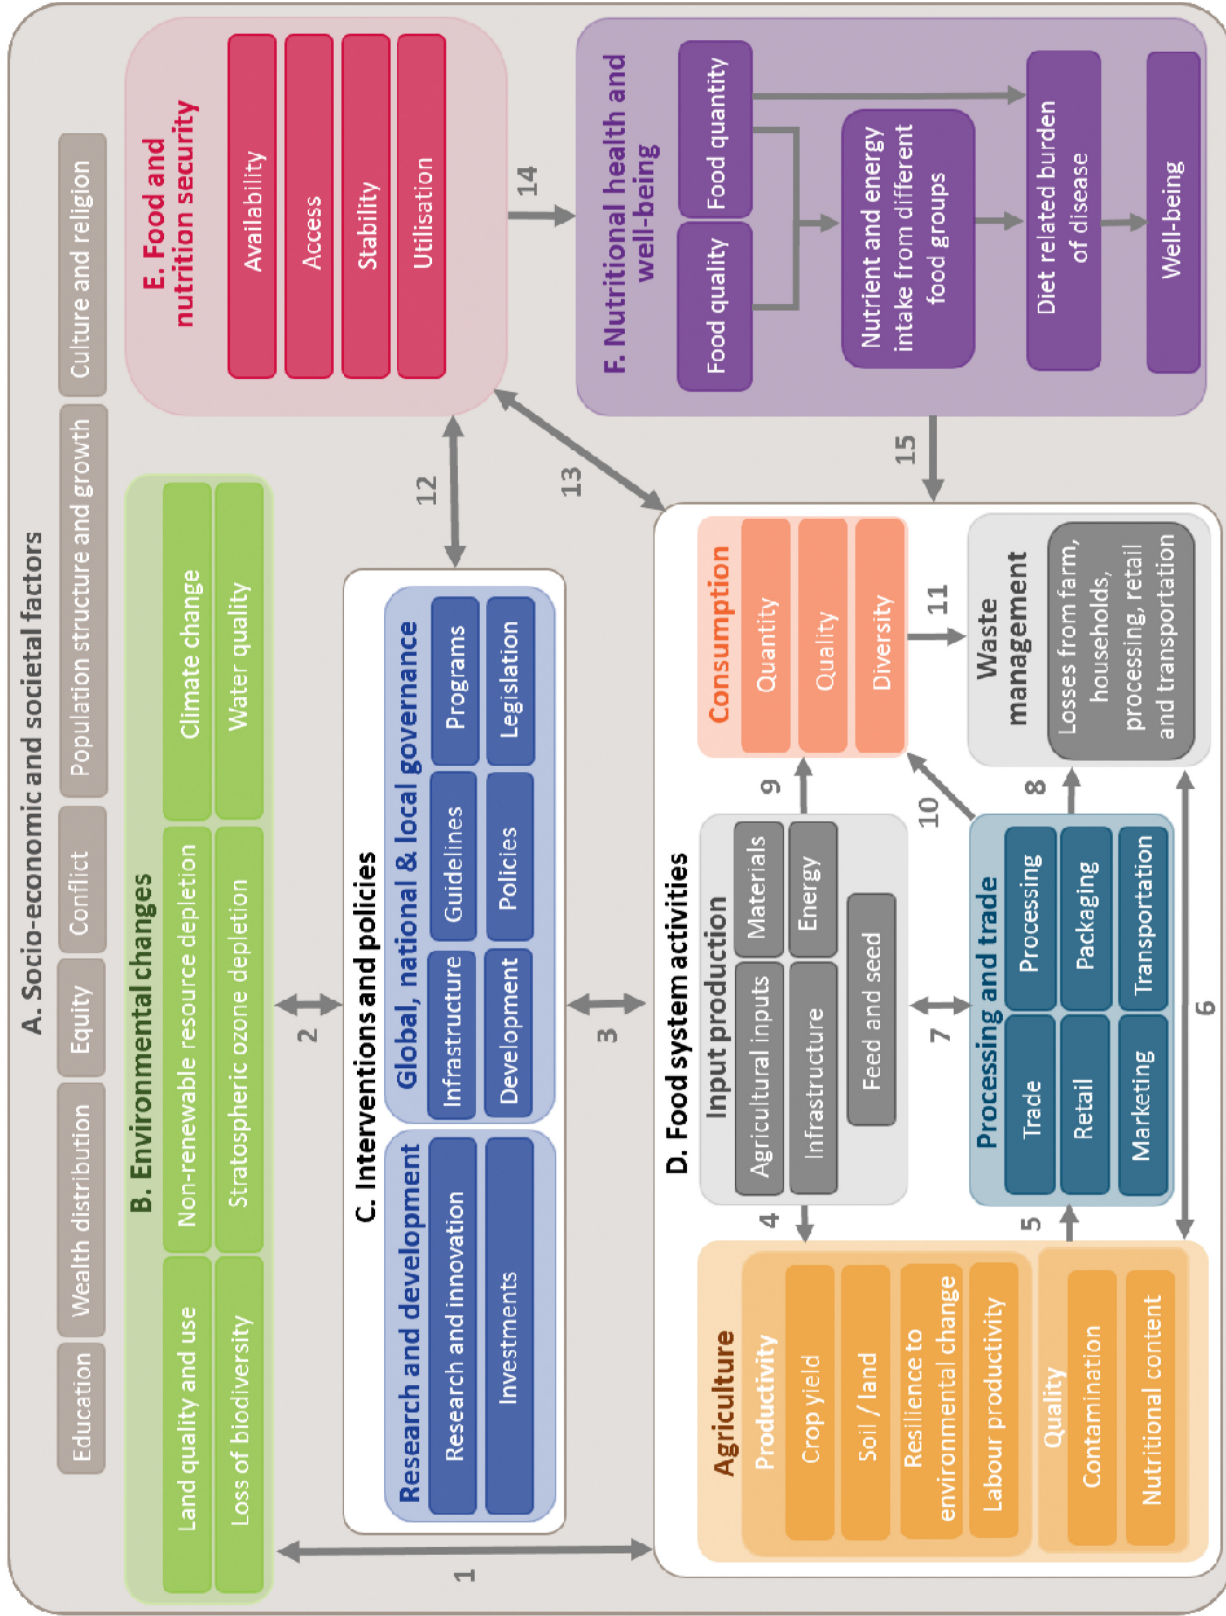 A. Socio-economic and societal factors
Education
Wealth distribution
Equity
Conflict
Population structure and growth
Culture and religion
B. Environmental changes
Land quality and use
Non-renewable resource depletion
Climate change
Loss of biodiversity
Stratospheric ozone depletion
Water quality
E. Food and
nutrition security
Availability
Access
Stability
Utilisation
1
2
C. Interventions and policies
Research and development
Research and innovation
Investments
Global, national & local governance
Infrastructure
Guidelines
Programs
Development
Policies
Legislation
12
3
13
14
D. Food system activities
Agriculture
Productivity
Crop yield
Soil / land
Resilience to
environmental change
Labour productivity
Quality
Contamination
Nutritional content
4
Input production
Agricultural inputs
Materials
Infrastructure
Energy
Feed and seed
9
Consumption
Quantity
Quality
Diversity
7
10
11
5
Processing and trade
Trade
Processing
Retail
Packaging
Marketing
Transportation
8
Waste
management
Losses from farm,
households,
processing, retail
and transportation
6
15
F. Nutritional health and
well-being
Food quality
Food quantity
Nutrient and energy
intake from different
food groups
Diet related burden
of disease
Well-being